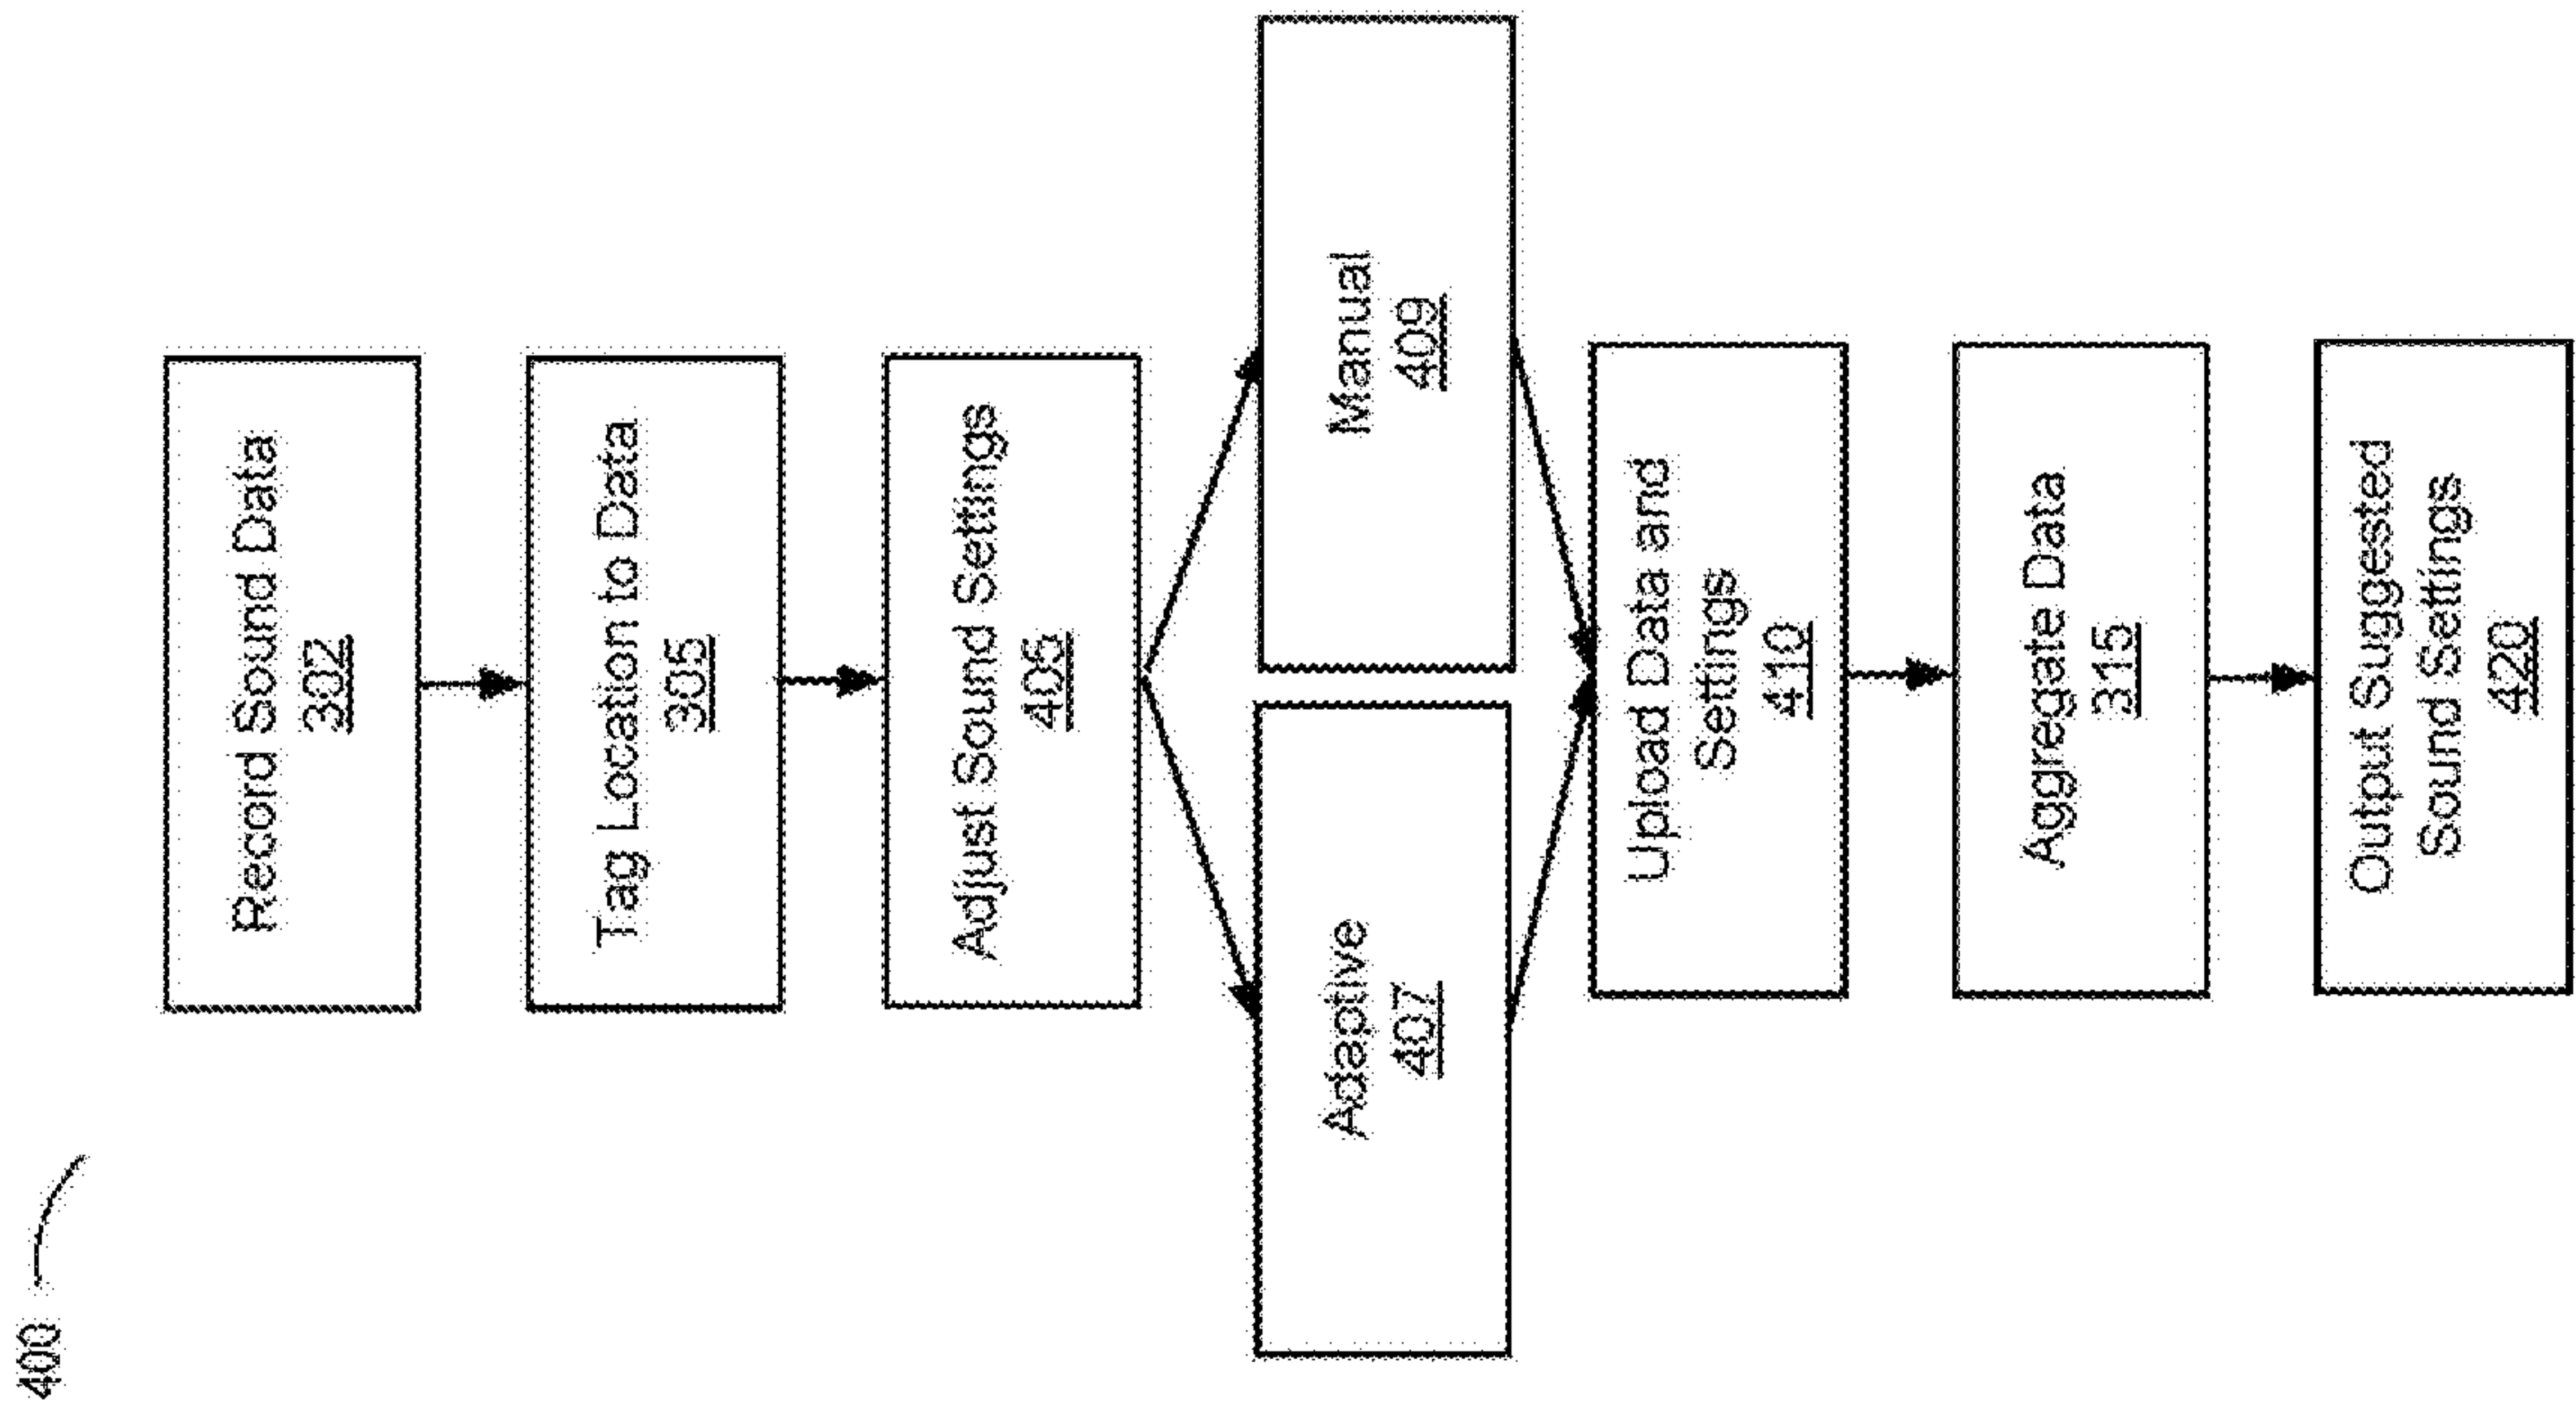 400
Record Sound Data
302
Tag Location to Data
305
Adjust Sound Settings
405
Adaptive
407
Manual
409
Upload Data and
Settings
410
Aggregate Data
315
Output Suggested
Sound Settings
420